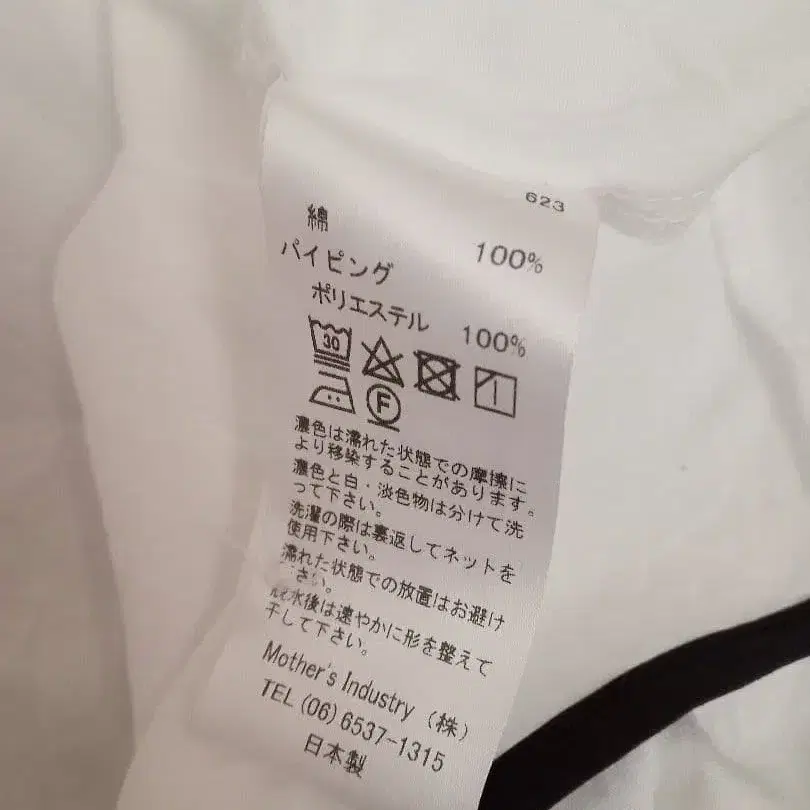 623
綿 100%
パイピング
ポリエステル 100%
30
F
濃色は濡れた状態での摩擦に
より移染することがあります。
濃色と白・淡色物は分けて洗
って下さい。
洗濯の際は裏返してネットを
使用下さい。
濡れた状態での放置はお避け
さい。
水後は速やかに形を整えて
干して下さい。
Mother's Industry (株)
TEL (06) 6537-1315
日本製